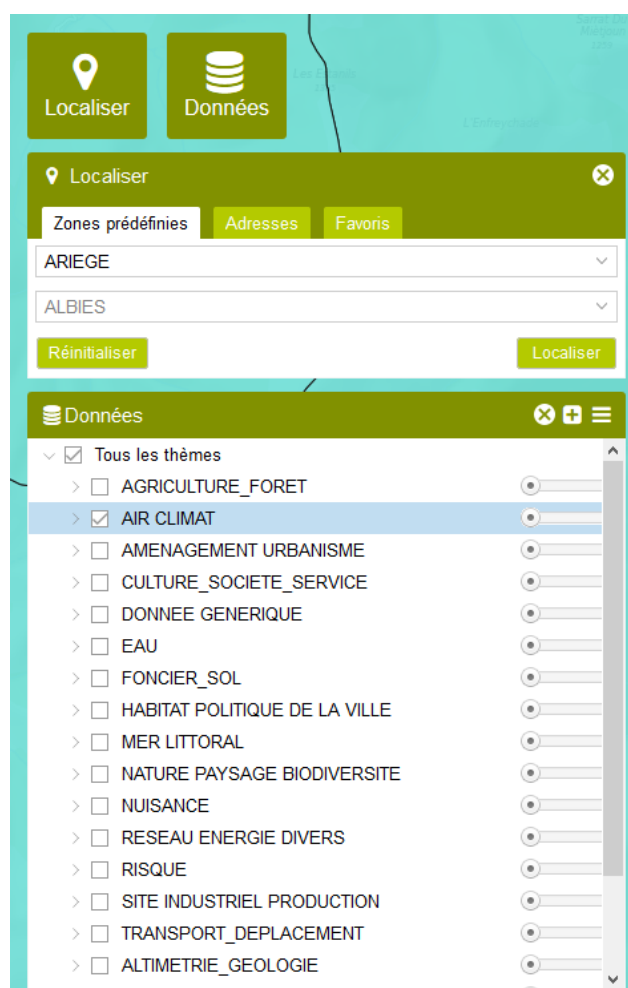 Serrat Du
Localiser
Données
Localiser
Zones prédéfinies
Adresses
Favoris
ARIEGE
ALBIES
Réinitialiser
Localiser
Données
Tous les thèmes
AGRICULTURE_FORET
AIR CLIMAT
AMENAGEMENT URBANISME
CULTURE_SOCIETE_SERVICE
DONNEE GENERIQUE
EAU
FONCIER_SOL
HABITAT POLITIQUE DE LA VILLE
MER LITTORAL
NATURE PAYSAGE BIODIVERSITE
NUISANCE
RESEAU ENERGIE DIVERS
RISQUE
SITE INDUSTRIEL PRODUCTION
TRANSPORT_DEPLACEMENT
ALTIMETRIE_GEOLOGIE